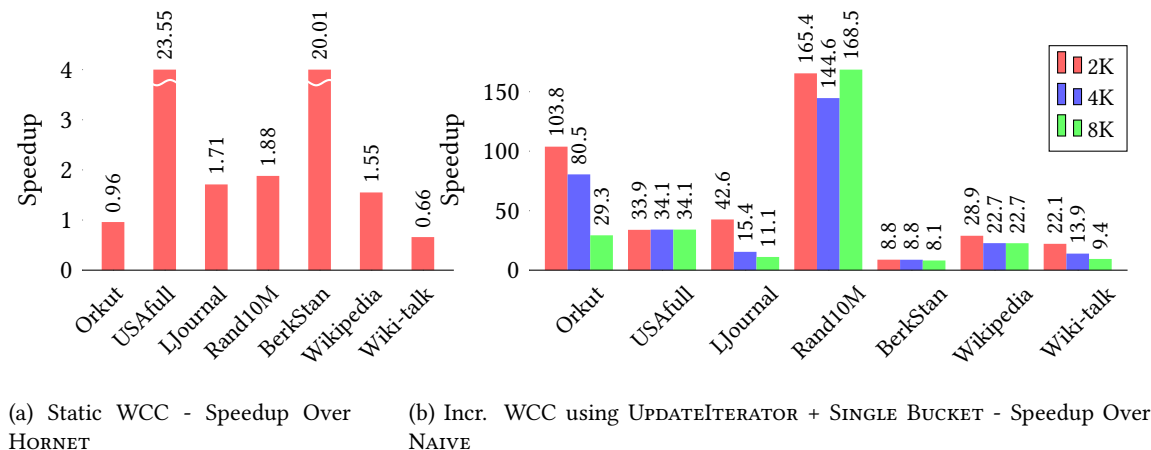 Speedup
4
3
2
1
0
0.96
23.55
1.71
1.88
20.01
1.55
0.66
Orkut
USAfull
LJournal
Rand10M
BerkStan
Wikipedia
Wiki-talk
(a) Static WCC - Speedup Over
HORNET
Speedup
150
100
50
0
103.8
80.5
29.3
33.9
34.1
34.1
42.6
15.4
11.1
165.4
144.6
168.5
8.8
8.8
8.1
28.9
22.7
22.7
22.1
13.9
9.4
2K
4K
8K
Orkut
USAfull
LJournal
Rand10M
BerkStan
Wikipedia
Wiki-talk
(b) Incr. WCC using UPDATEITERATOR + SINGLE BUCKET - Speedup Over
NAIVE